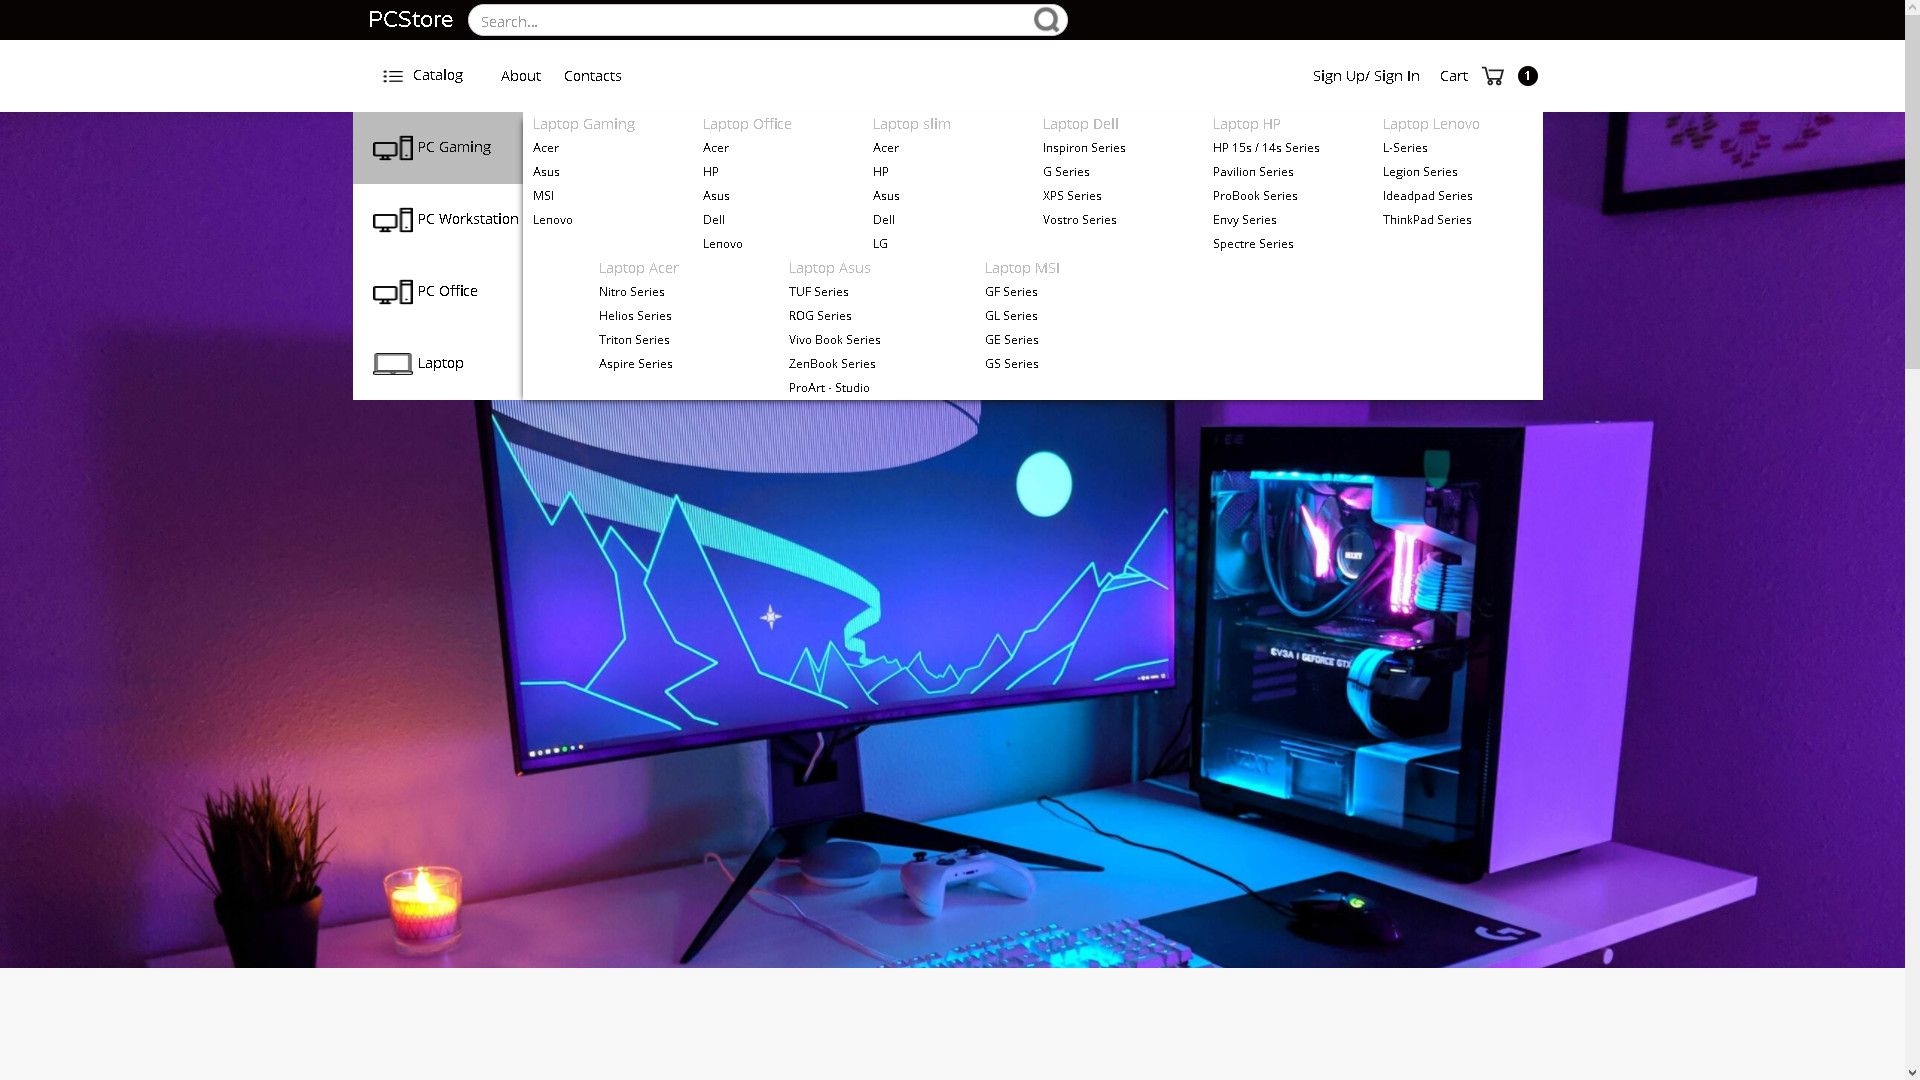 PCStore
Search...
Catalog
About
Contacts
Sign Up/ Sign In
Cart
1
PC Gaming
PC Workstation
PC Office
Laptop
Laptop Gaming
Acer
Asus
MSI
Lenovo
Laptop Office
Acer
HP
Asus
Dell
Lenovo
Laptop slim
Acer
HP
Asus
Dell
LG
Laptop Dell
Inspiron Series
G Series
XPS Series
Vostro Series
Laptop HP
HP 15s / 14s Series
Pavilion Series
ProBook Series
Envy Series
Spectre Series
Laptop Lenovo
L-Series
Legion Series
Ideadpad Series
ThinkPad Series
Laptop Acer
Nitro Series
Helios Series
Triton Series
Aspire Series
Laptop Asus
TUF Series
ROG Series
Vivo Book Series
ZenBook Series
ProArt - Studio
Laptop MSI
GF Series
GL Series
GE Series
GS Series
NZXT
EVGA | GEFORCE GTX
NZXT